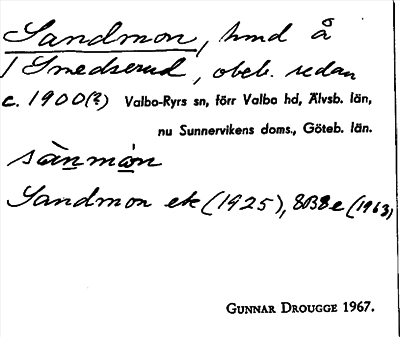 Sandmon, hmd å
1 Smedserud, obeb. sedan
c. 1900(?) Valbo-Ryrs sn, förr Valbo hd, Älvsb. län,
nu Sunnervikens doms., Göteb. län.
sànmón
Sandmon ek (1925), 8B8e (1963)
GUNNAR DROUGGE 1967.